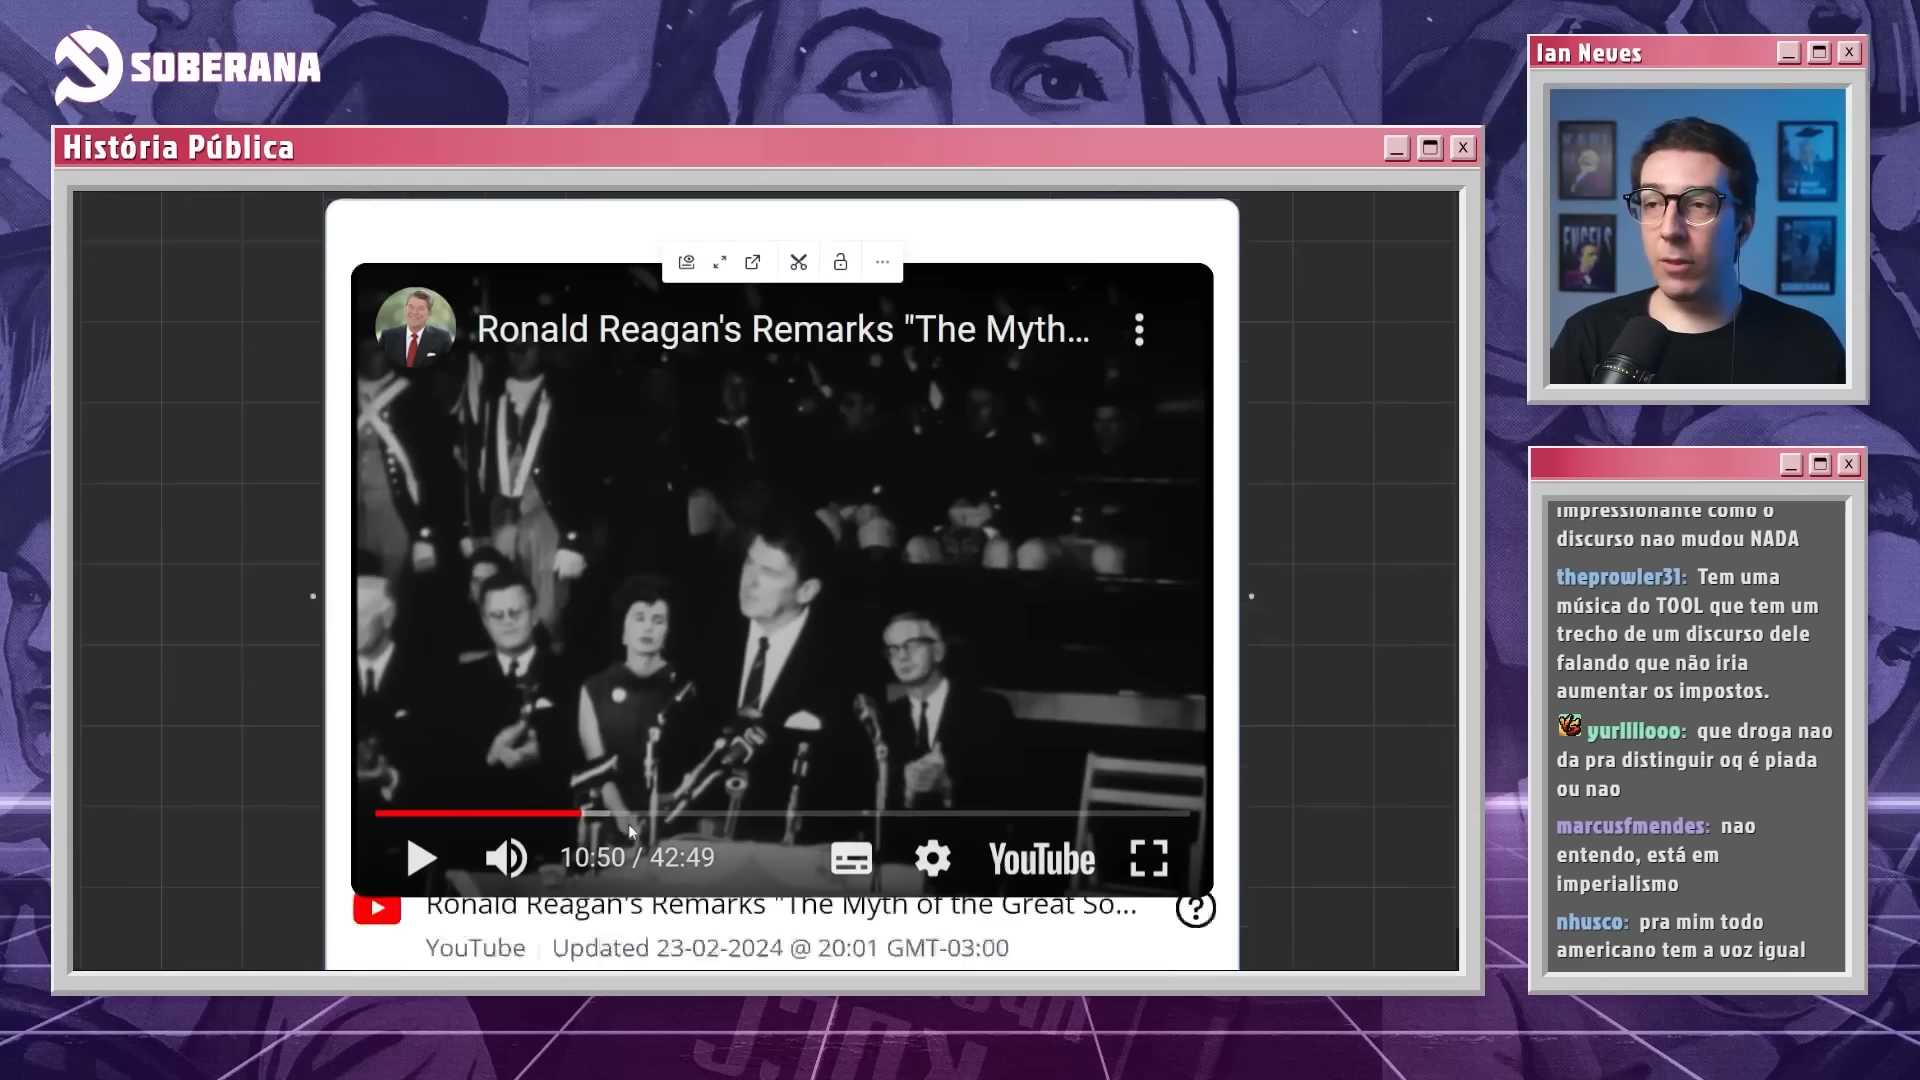 SOBERANA
Ian Neves
História Pública
Ronald Reagan's Remarks "The Myth...
10:50 / 42:49
YouTube
Ronald Reagan's Remarks "The Myth of the Great So...
YouTube Updated 23-02-2024 @ 20:01 GMT-03:00
ENGELS
SOBERANA
impressionante como o
discurso nao mudou NADA
theprowler31: Tem uma
música do TOOL que tem um
trecho de um discurso dele
falando que não iria
aumentar os impostos.
yurllllooo: que droga nao
da pra distinguir oq é piada
ou nao
marcusfmendes: nao
entendo, está em
imperialismo
nhusco: pra mim todo
americano tem a voz igual